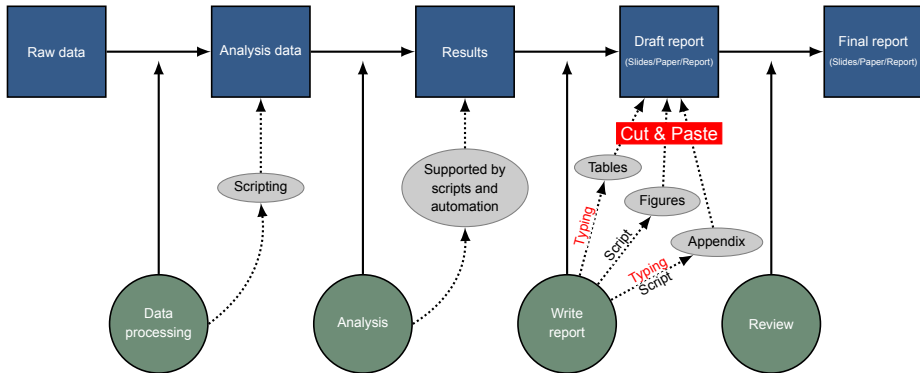 Raw data
Analysis data
Results
Draft report
(Slides/Paper/Report)
Final report
(Slides/Paper/Report)
Cut & Paste
Tables
Supported by
scripts and
automation
Scripting
Figures
Typing
Script
Appendix
Typing
Script
Data
processing
Analysis
Write
report
Review